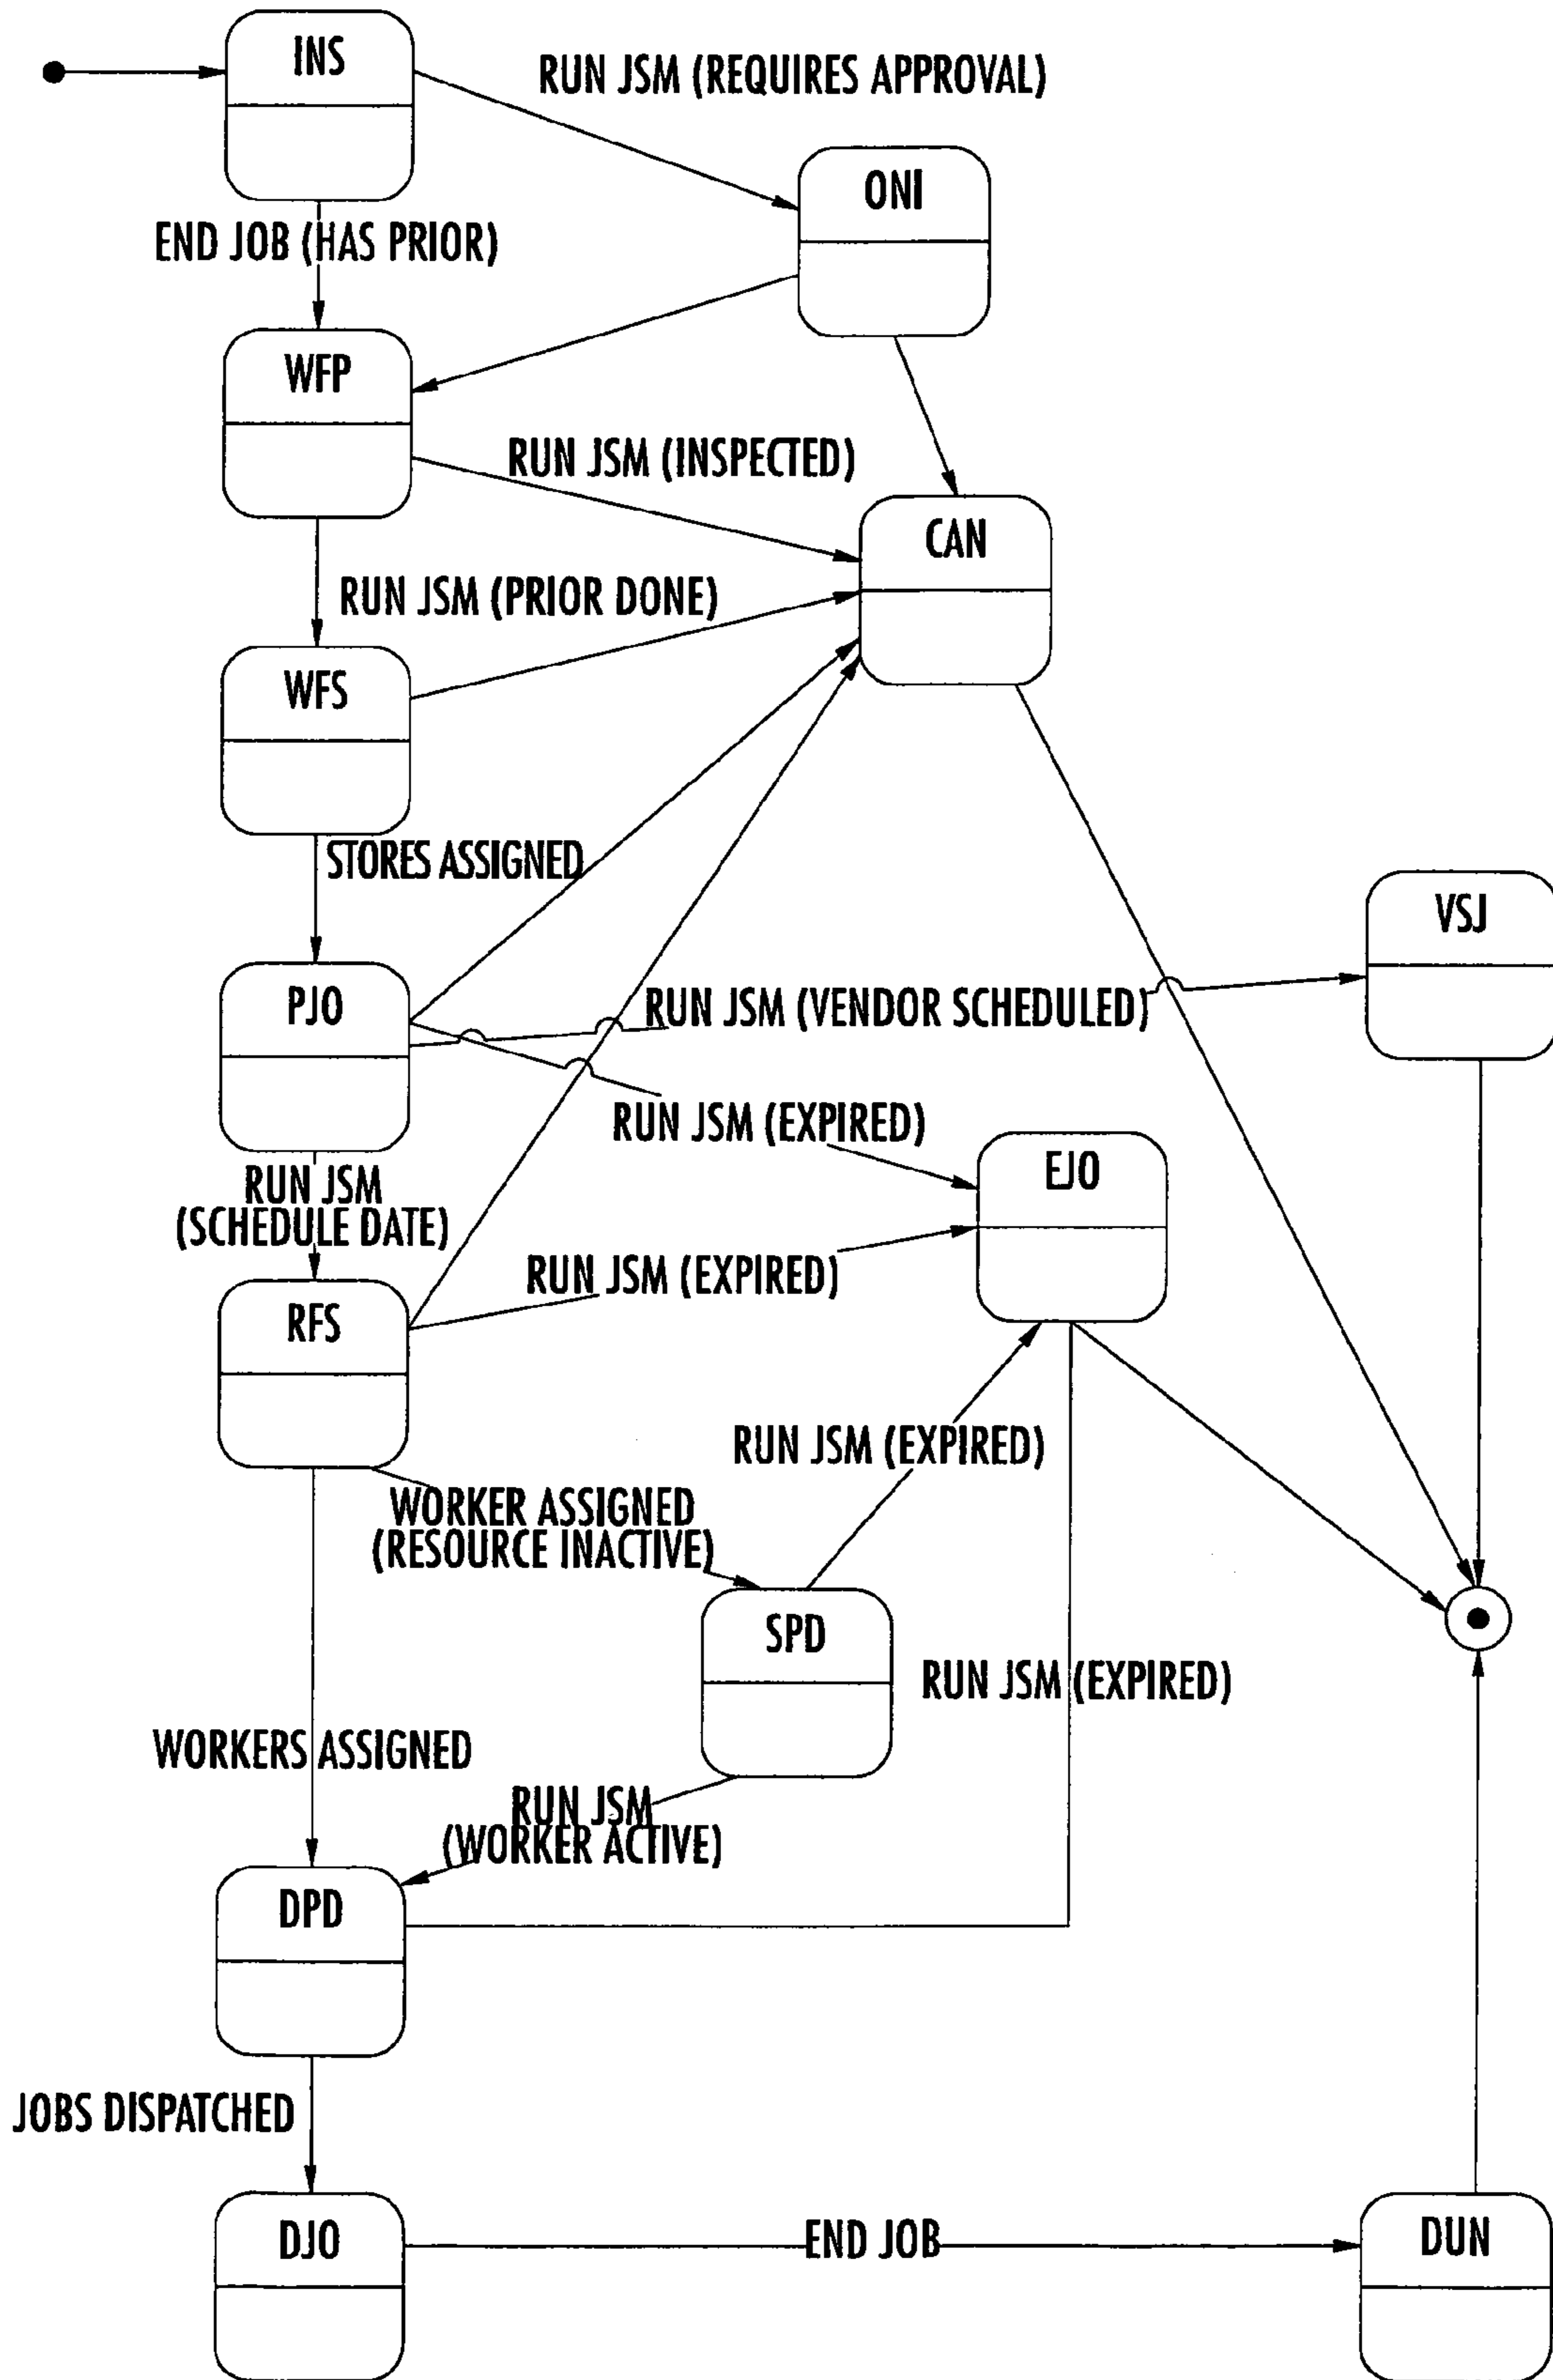 INS
RUN JSM (REQUIRES APPROVAL)
ONI
END JOB (HAS PRIOR)
WFP
RUN JSM (INSPECTED)
CAN
RUN JSM (PRIOR DONE)
WFS
STORES ASSIGNED
VSJ
PJO
RUN JSM (VENDOR SCHEDULED)
RUN JSM (EXPIRED)
EJO
RUN JSM
(SCHEDULE DATE)
RUN JSM (EXPIRED)
RFS
RUN JSM (EXPIRED)
WORKER ASSIGNED
(RESOURCE INACTIVE)
SPD
RUN JSM (EXPIRED)
WORKERS ASSIGNED
RUN JSM
(WORKER ACTIVE)
DPD
JOBS DISPATCHED
DJO
END JOB
DUN